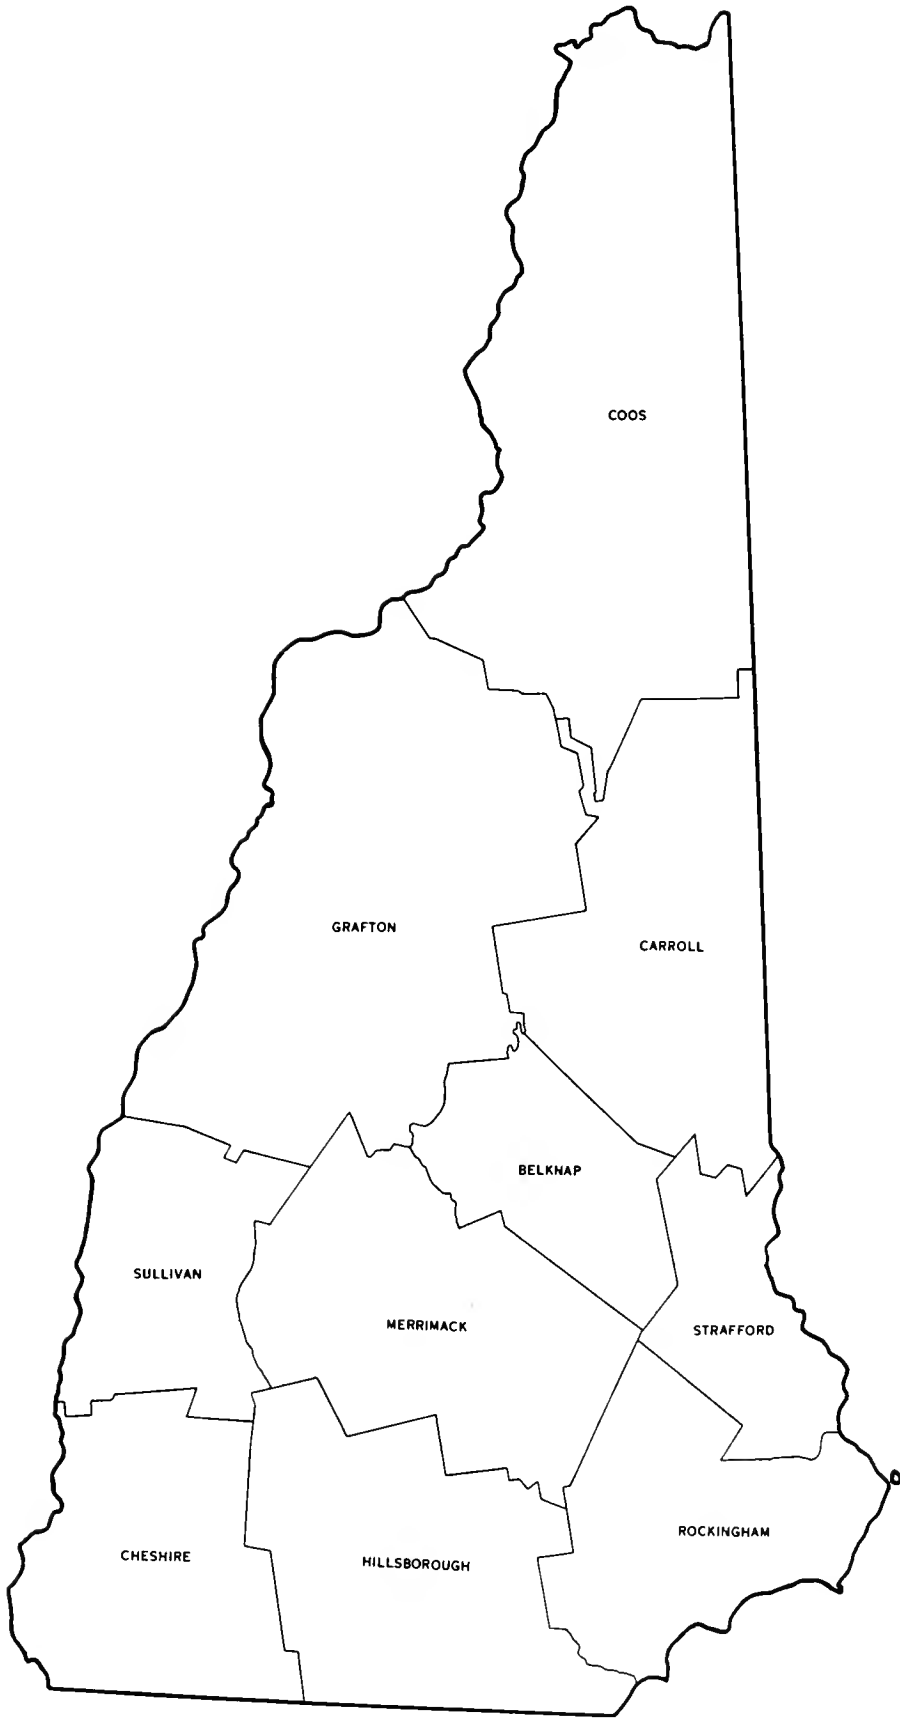 COOS
GRAFTON
CARROLL
BELKNAP
SULLIVAN
MERRIMACK
STRAFFORD
ROCKINGHAM
CHESHIRE
HILLSBOROUGH